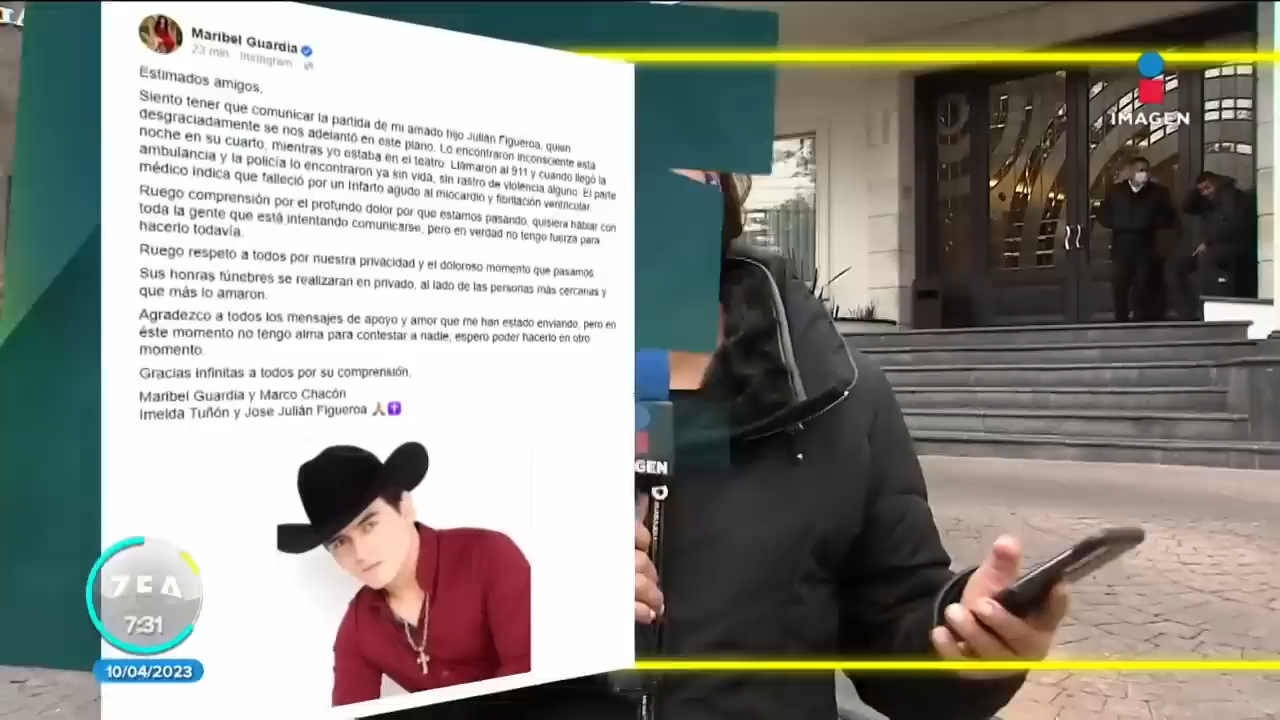 Maribel Guardia
23 min · Instagram
Estimados amigos,
Siento tener que comunicar la partida de mi amado hijo Julián Figueroa, quien
desgraciadamente se nos adelantó en este plano. Lo encontraron inconsciente esta
noche en su cuarto, mientras yo estaba en el teatro. Llamaron al 911 y cuando llegó la
ambulancia y la policía lo encontraron ya sin vida, sin rastro de violencia alguno. El parte
médico indica que falleció por un infarto agudo al miocardio y fibrilación ventricular.
Ruego comprensión por el profundo dolor por que estamos pasando, quisiera hablar con
toda la gente que está intentando comunicarse, pero en verdad no tengo fuerza para
hacerlo todavía.
Ruego respeto a todos por nuestra privacidad y el doloroso momento que pasamos.
Sus honras fúnebres se realizaran en privado, al lado de las personas más cercanas y
que más lo amaron.
Agradezco a todos los mensajes de apoyo y amor que me han estado enviando, pero en
éste momento no tengo alma para contestar a nadie, espero poder hacerlo en otro
momento.
Gracias infinitas a todos por su comprensión.
Maribel Guardia y Marco Chacón
Imelda Tuñón y Jose Julián Figueroa 🙏✝️
IMAGEN
AGEN
7:31
10/04/2023